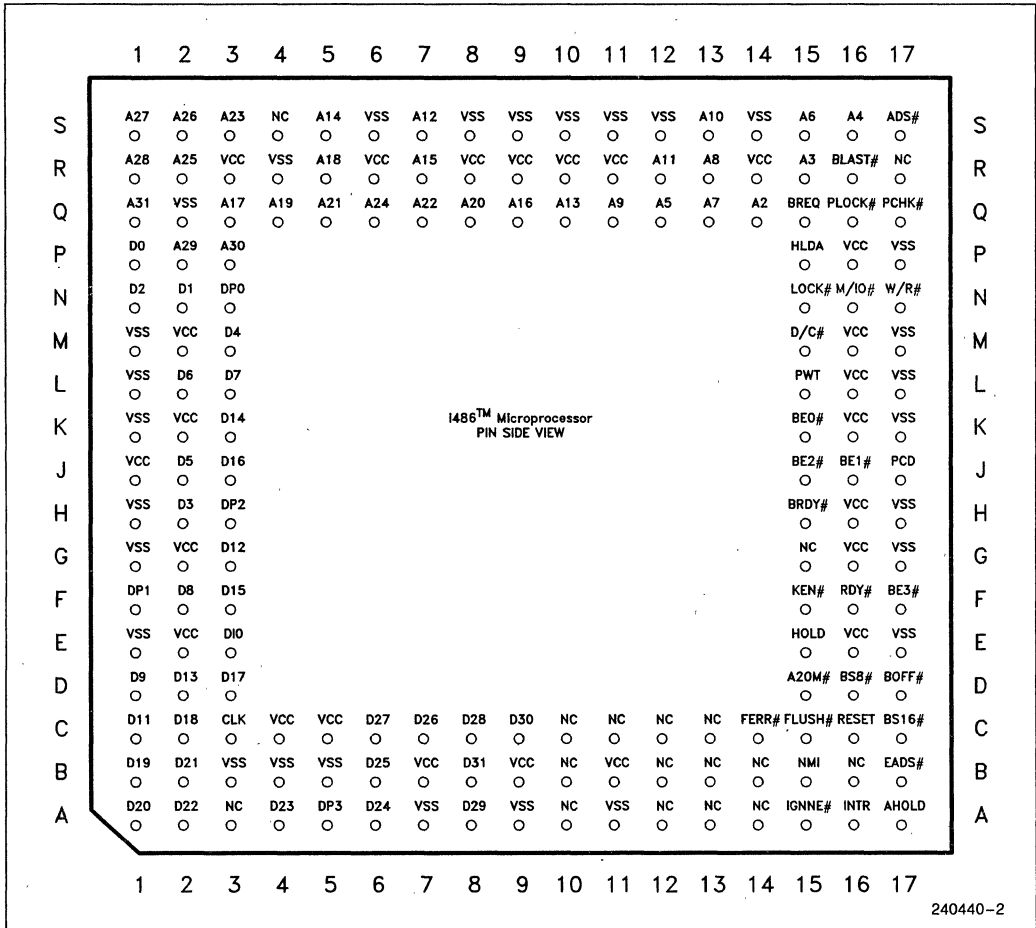 1 2 3 4 5 6 7 8 9 10 11 12 13 14 15 16 17
S A27 A26 A23 NC A14 VSS A12 VSS VSS VSS VSS VSS A10 VSS A6 A4 ADS# S
R A28 A25 VCC VSS A18 VCC A15 VCC VCC VCC VCC A11 A8 VCC A3 BLAST# NC R
Q A31 VSS A17 A19 A21 A24 A22 A20 A16 A13 A9 A5 A7 A2 BREQ PLOCK# PCHK# Q
P D0 A29 A30 HLDA VCC VSS P
N D2 D1 DP0 LOCK# M/IO# W/R# N
M VSS VCC D4 D/C# VCC VSS M
L VSS D6 D7 PWT VCC VSS L
K VSS VCC D14 i486™ Microprocessor BE0# VCC VSS K
PIN SIDE VIEW
J VCC D5 D16 BE2# BE1# PCD J
H VSS D3 DP2 BRDY# VCC VSS H
G VSS VCC D12 NC VCC VSS G
F DP1 D8 D15 KEN# RDY# BE3# F
E VSS VCC DI0 HOLD VCC VSS E
D D9 D13 D17 A20M# BS8# BOFF# D
C D11 D18 CLK VCC VCC D27 D26 D28 D30 NC NC NC NC FERR# FLUSH# RESET BS16# C
B D19 D21 VSS VSS VSS D25 VCC D31 VCC NC VCC NC NC NC NMI NC EADS# B
A D20 D22 NC D23 DP3 D24 VSS D29 VSS NC VSS NC NC NC IGNNE# INTR AHOLD A
1 2 3 4 5 6 7 8 9 10 11 12 13 14 15 16 17
240440-2